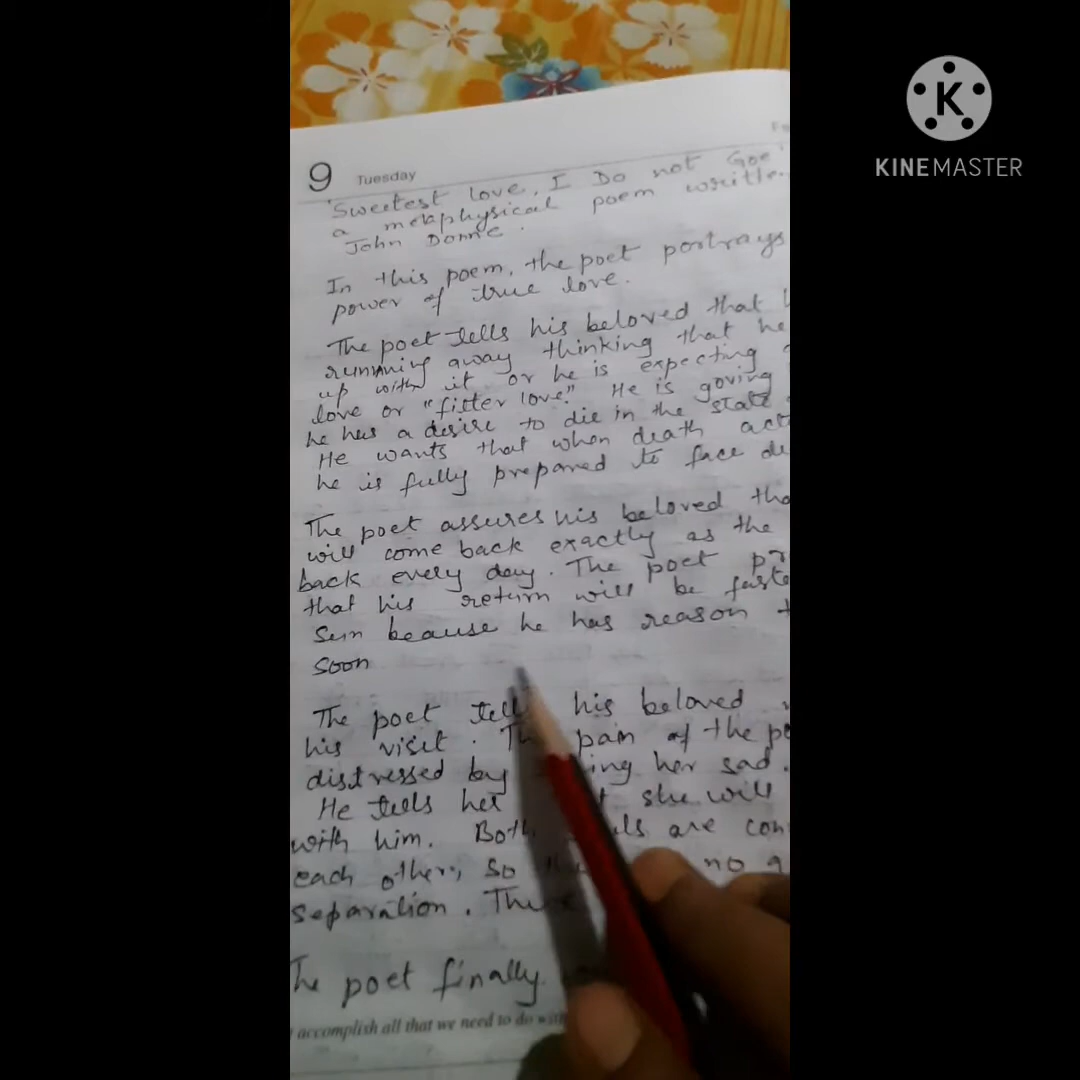 KINEMASTER
9 Tuesday
'Sweetest love, I Do not Goe'
a metaphysical poem writte
John Donne.
In this poem, the poet portrays
power of true love.
The poet tells his beloved that
running away thinking that he
up with it or he is expecting
love or "fitter love." He is goving
he has a desire to die in the state
He wants that when death act
he is fully prepared to face de
The poet assures his beloved tha
will come back exactly as the
back every day. The poet pr
that his return will be faste
Sun beause he has reason
soon
The poet tell his beloved
his visit. Th pain of the po
distressed by ing her sad.
He tells her she will
with him. Both ls are con
each other, so no
separation. The
The poet finally
accomplish all that we need to do with